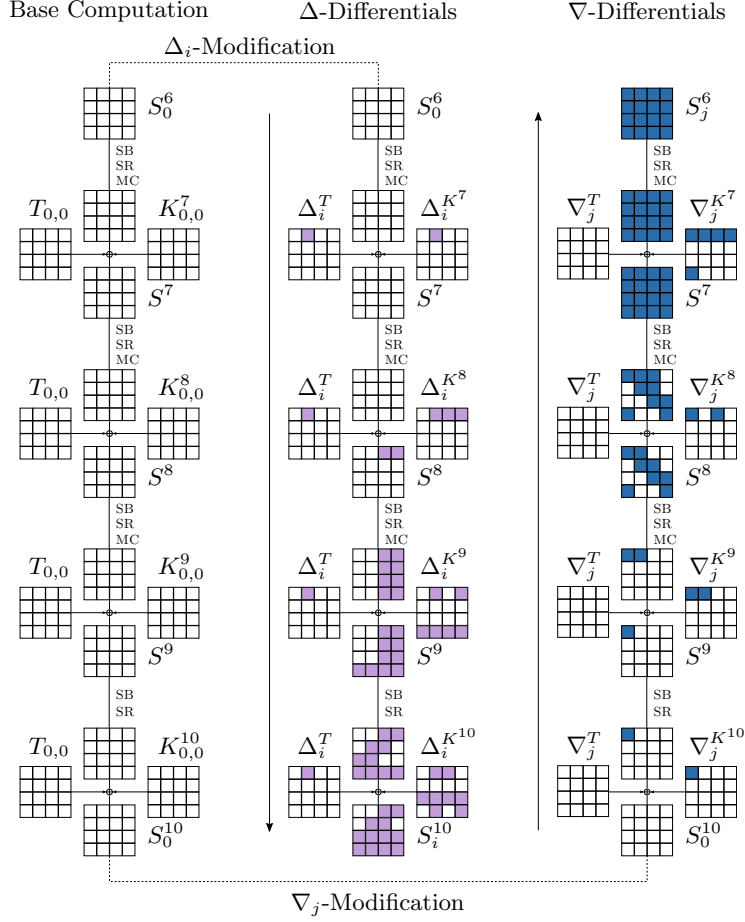 Base Computation Δ-Differentials ∇-Differentials
Δ_i-Modification
S_0^6 S_0^6 S_j^6
SB SB SB
SR SR SR
MC MC MC
T_{0,0} K_{0,0}^7 Δ_i^T Δ_i^{K^7} ∇_j^T ∇_j^{K^7}
S^7 S^7 S^7
SB SB SB
SR SR SR
MC MC MC
T_{0,0} K_{0,0}^8 Δ_i^T Δ_i^{K^8} ∇_j^T ∇_j^{K^8}
S^8 S^8 S^8
SB SB SB
SR SR SR
MC MC MC
T_{0,0} K_{0,0}^9 Δ_i^T Δ_i^{K^9} ∇_j^T ∇_j^{K^9}
S^9 S^9 S^9
SB SB SB
SR SR SR
T_{0,0} K_{0,0}^{10} Δ_i^T Δ_i^{K^{10}} ∇_j^T ∇_j^{K^{10}}
S_0^{10} S_i^{10} S_0^{10}
∇_j-Modification